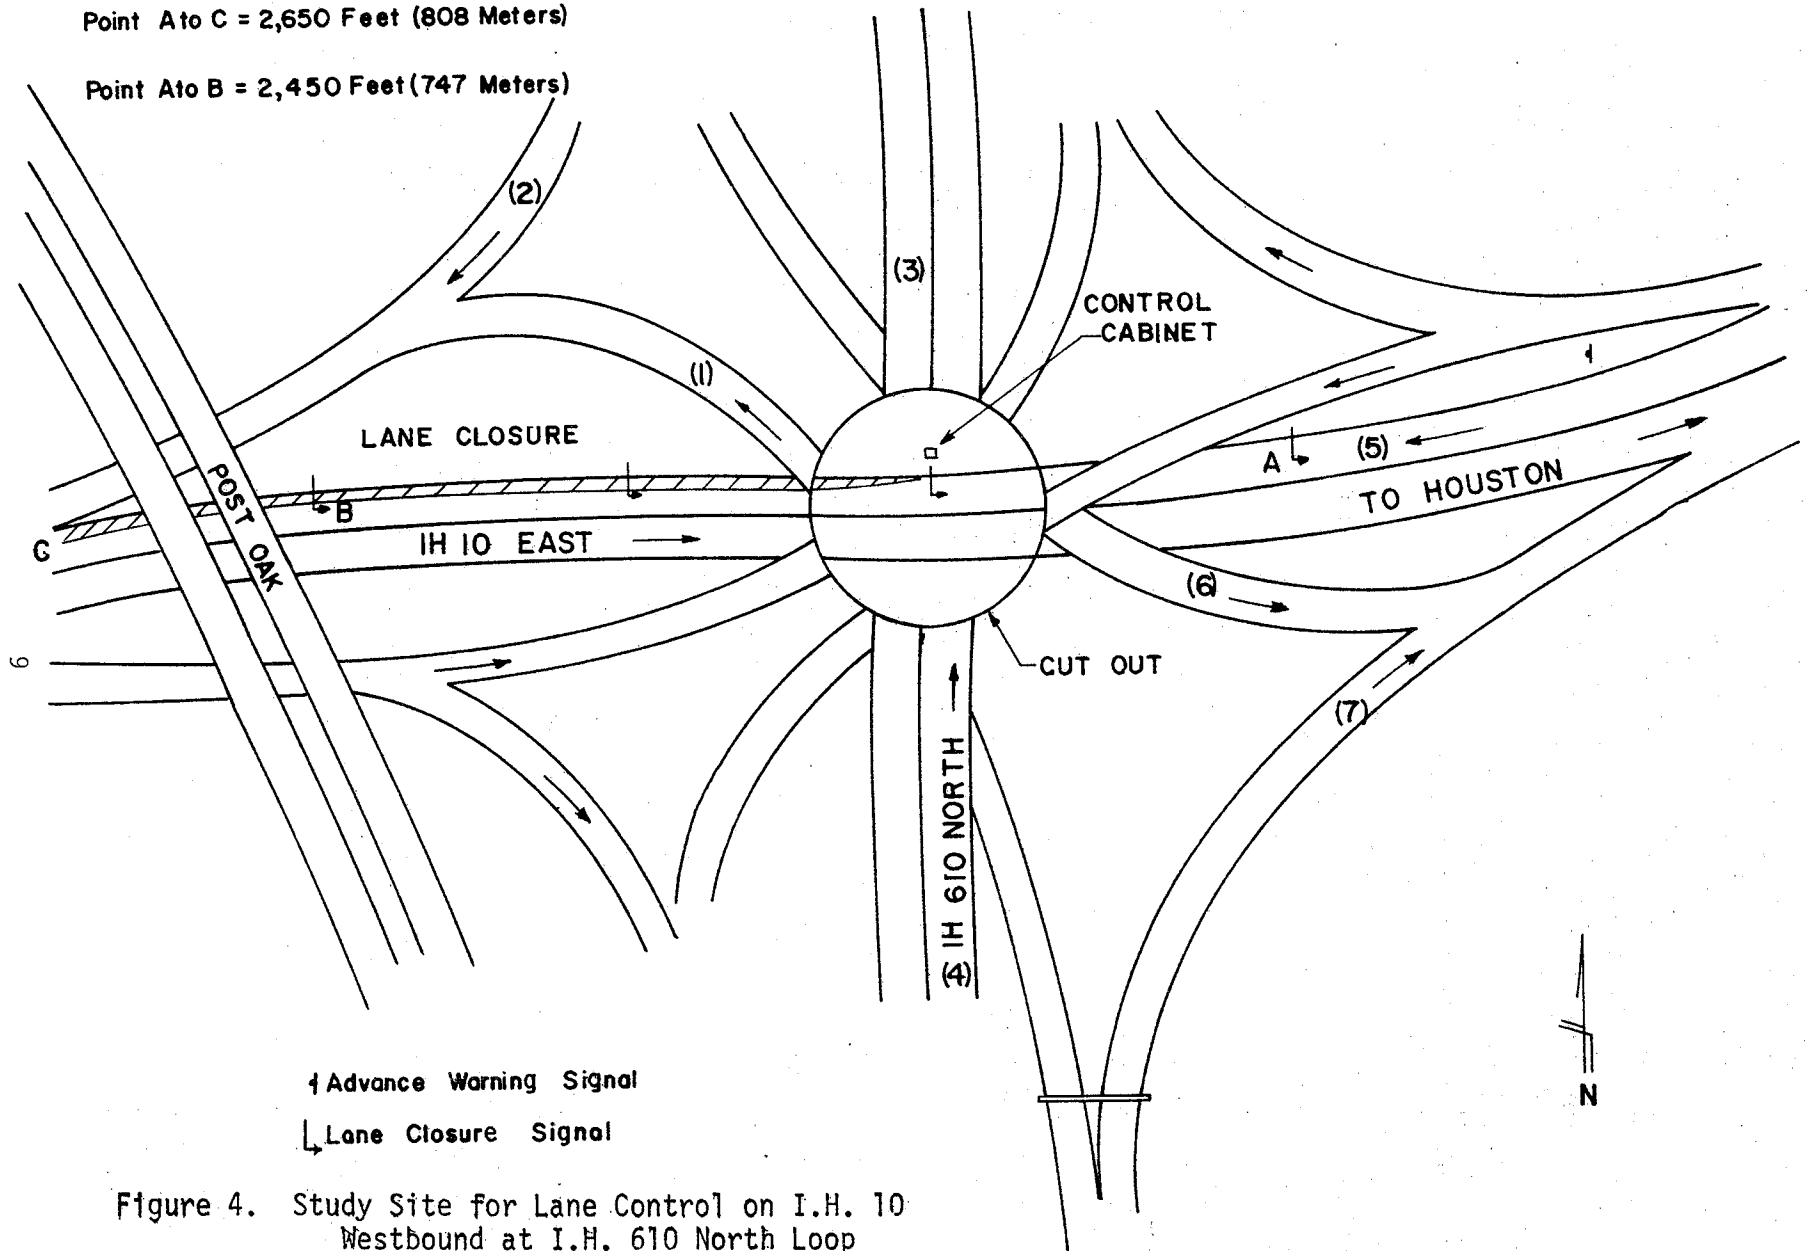 Point A to C = 2,650 Feet (808 Meters)
Point A to B = 2,450 Feet (747 Meters)
(2)
(3)
CONTROL
CABINET
(1)
LANE CLOSURE
A
(5)
TO HOUSTON
B
POST OAK
C
IH 10 EAST
(6)
CUT OUT
9
(7)
(4) IH 610 NORTH
N
Advance Warning Signal
Lane Closure Signal
Figure 4. Study Site for Lane Control on I.H. 10
Westbound at I.H. 610 North Loop